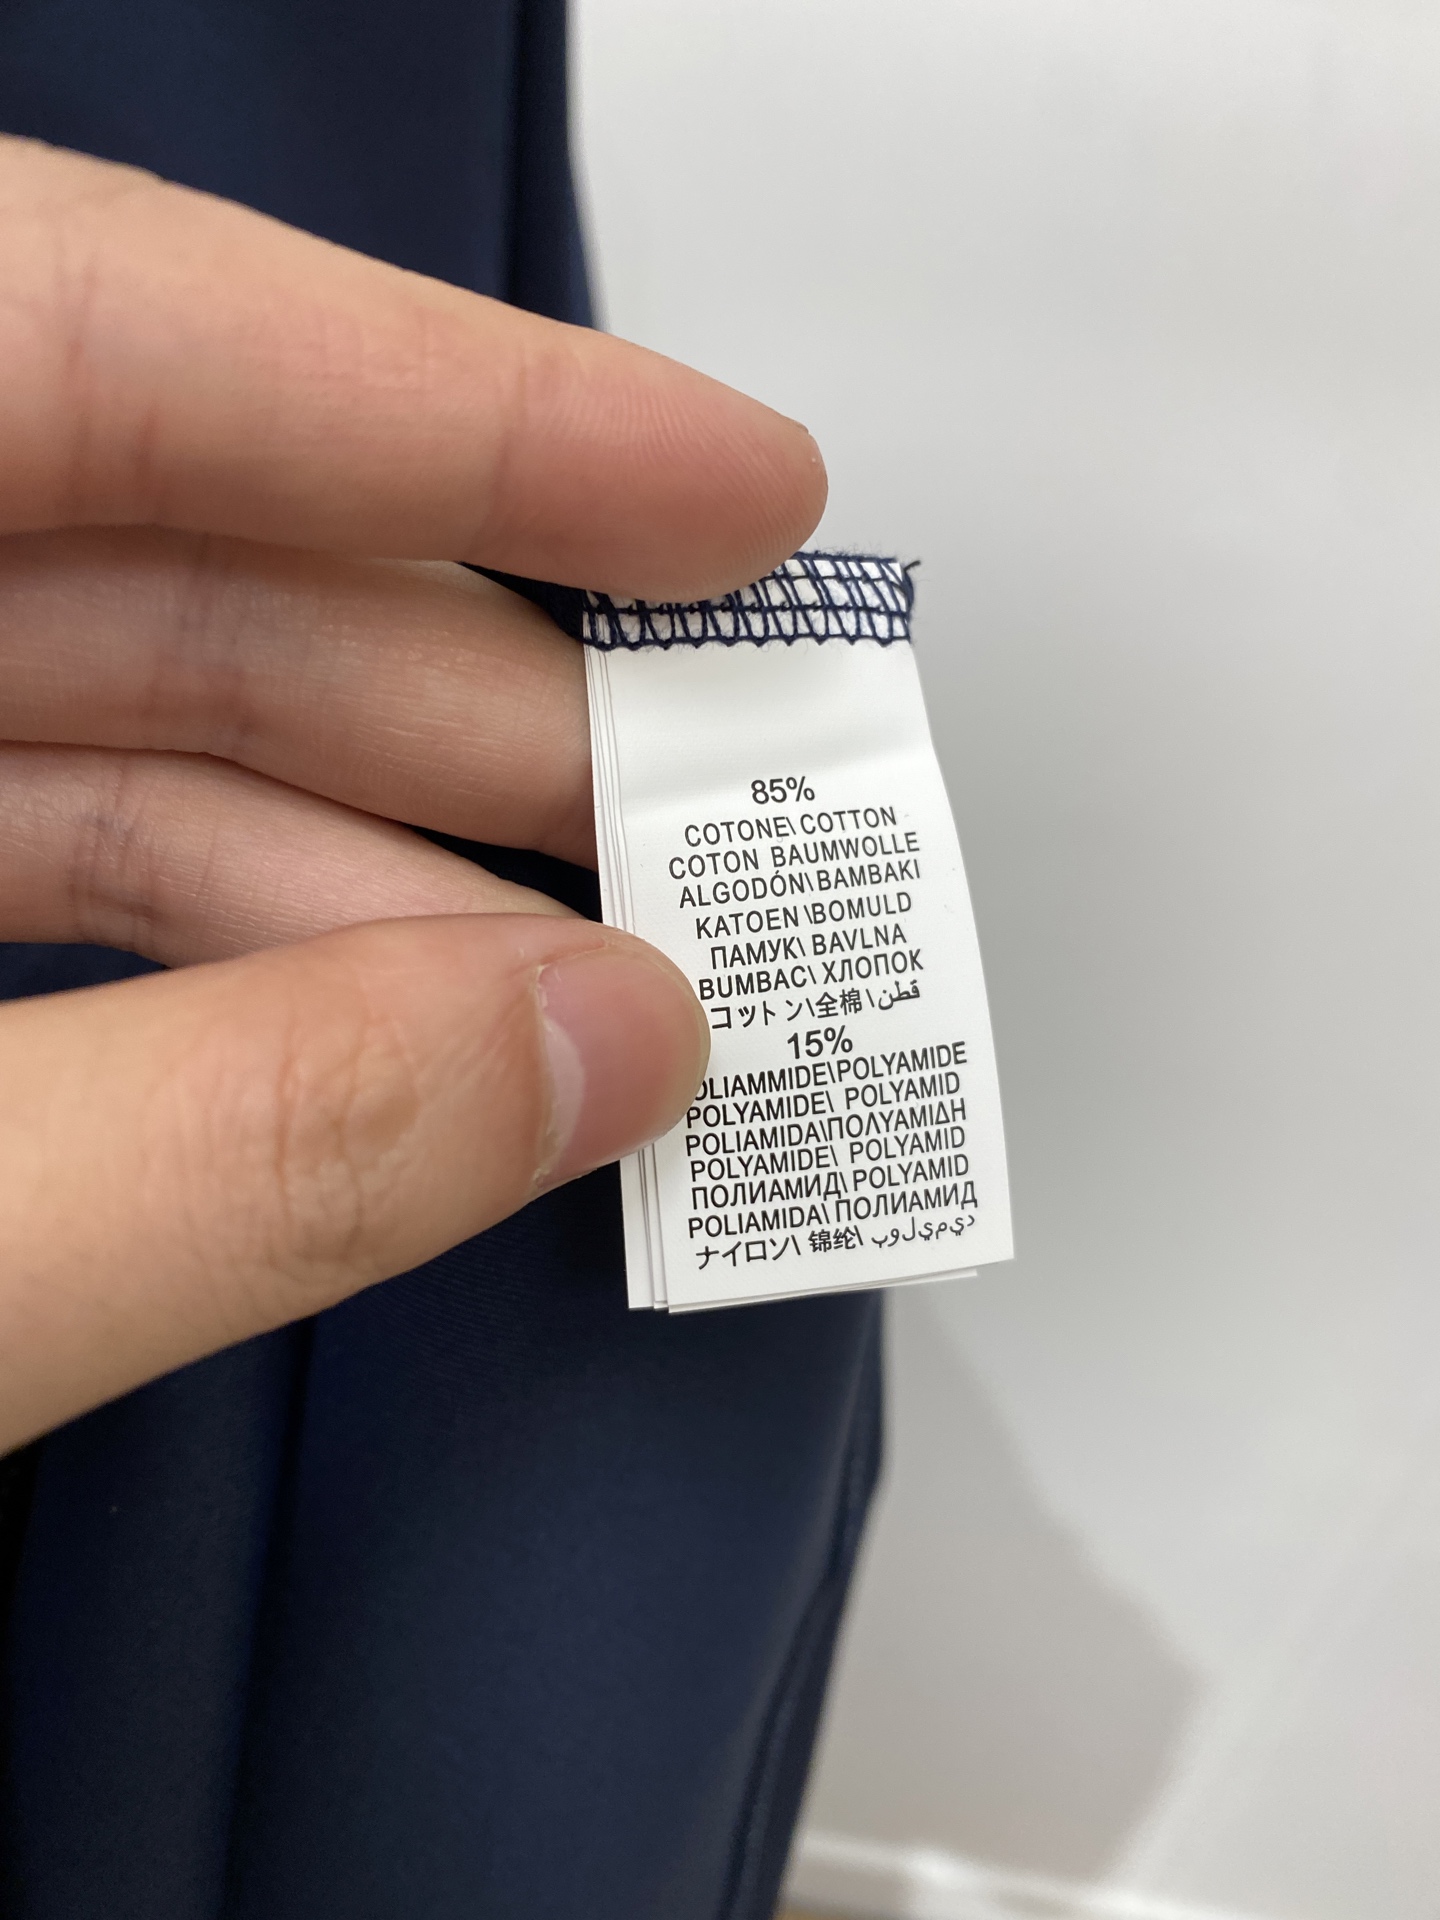 85%
COTONE\ COTTON
COTON BAUMWOLLE
ALGODÓN\ BAMBAKI
KATOEN \BOMULD
ПАМУК\ BAVLNA
BUMBAC\ ХЛОПОК
コットン\全棉\قطن
15%
OLIAMMIDE\POLYAMIDE
POLYAMIDE\ POLYAMID
POLIAMIDA\ΠΟΛΥΑΜΙΔΗ
POLYAMIDE\ POLYAMID
ПОЛИАМИД\ POLYAMID
POLIAMIDA\ ПОЛИАМИД
ナイロン\ 锦纶\ ب و ل ي م ي د